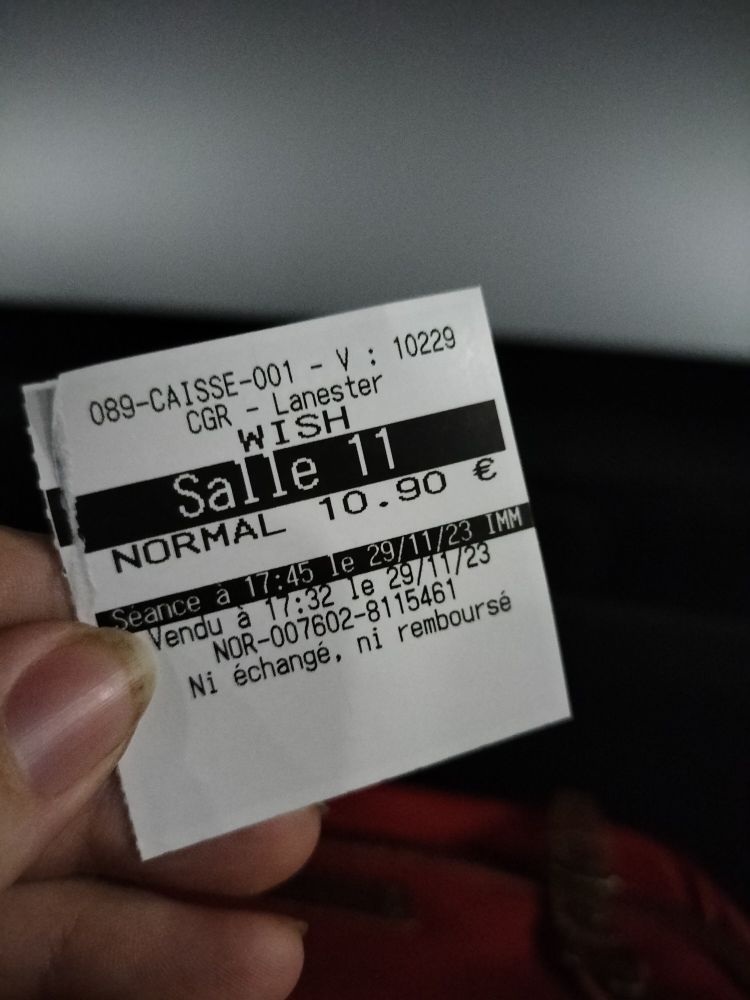 089-CAISSE-001 - V : 10229
CGR - Lanester
WISH
Salle 11
NORMAL 10.90 €
Séance à 17:45 le 29/11/23 IMM
Vendu à 17:32 le 29/11/23
NOR-007602-8115461
Ni échangé, ni remboursé